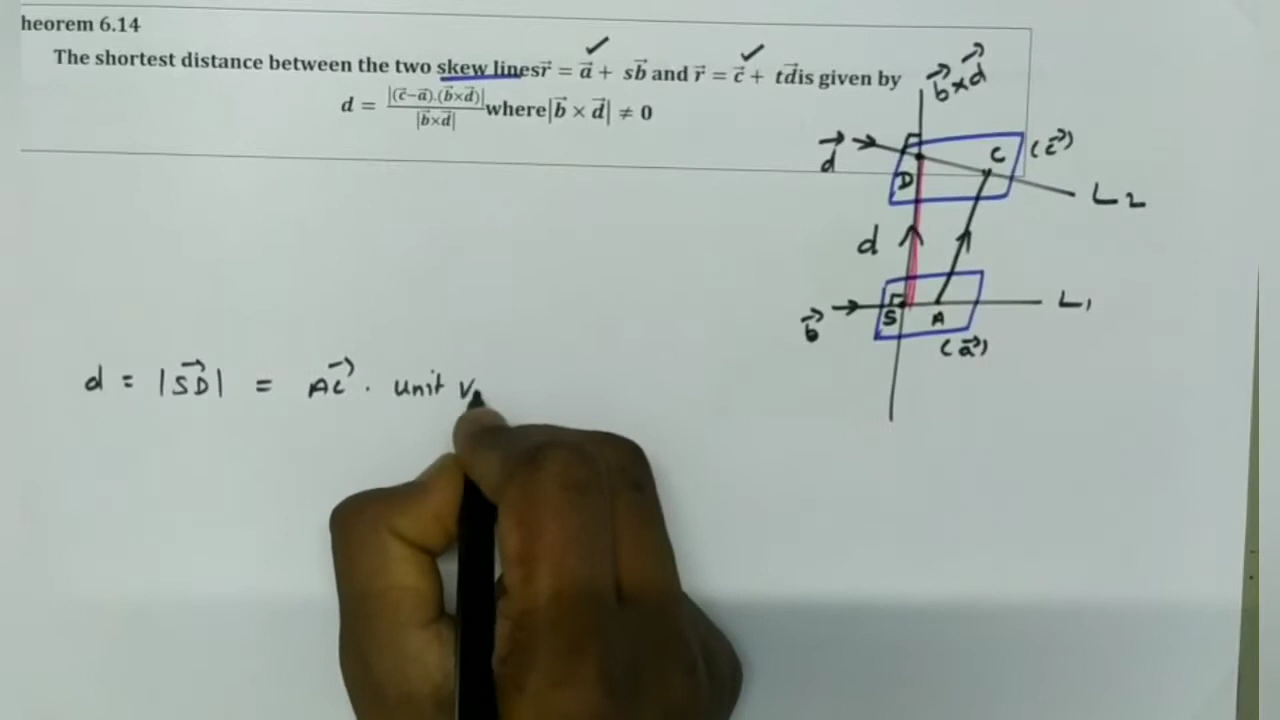 heorem 6.14
The shortest distance between the two skew lines r⃗ = a⃗ + sb⃗ and r⃗ = c⃗ + td⃗ is given by
d = |(c⃗−a⃗).(b⃗×d⃗)| / |b⃗×d⃗| where |b⃗ × d⃗| ≠ 0
b⃗ × d⃗
d⃗
C (c⃗)
D
L2
d
b⃗
S A
L1
(a⃗)
d = |SD⃗| = AC⃗ . unit v